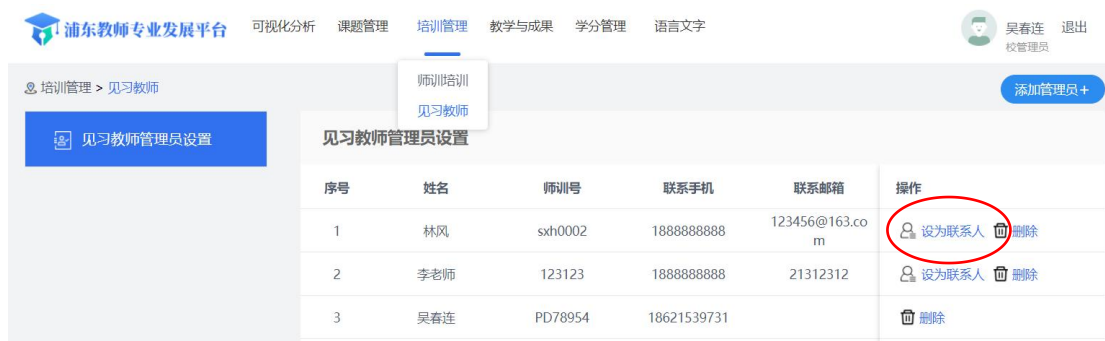 浦东教师专业发展平台 可视化分析 课题管理 培训管理 教学与成果 学分管理 语言文字 吴春连 退出
校管理员
师训培训
培训管理 > 见习教师 添加管理员+
见习教师
见习教师管理员设置 见习教师管理员设置
序号 姓名 师训号 联系手机 联系邮箱 操作
1 林风 sxh0002 1888888888 123456@163.co
m 设为联系人 删除
2 李老师 123123 1888888888 21312312 设为联系人 删除
3 吴春连 PD78954 18621539731 删除